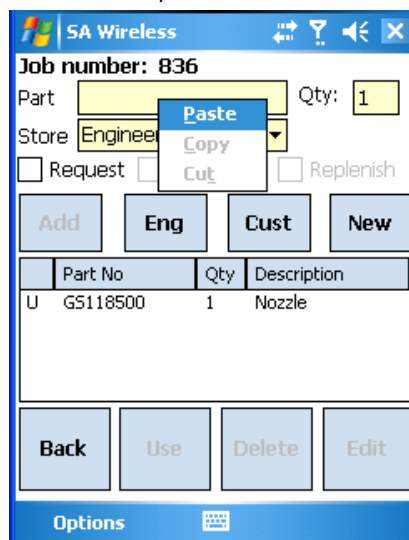 SA Wireless
Job number: 836
Part Qty: 1
Paste
Store Enginee
Copy
Request Cut Replenish
Add Eng Cust New
Part No Qty Description
U GS118500 1 Nozzle
Back Use Delete Edit
Options